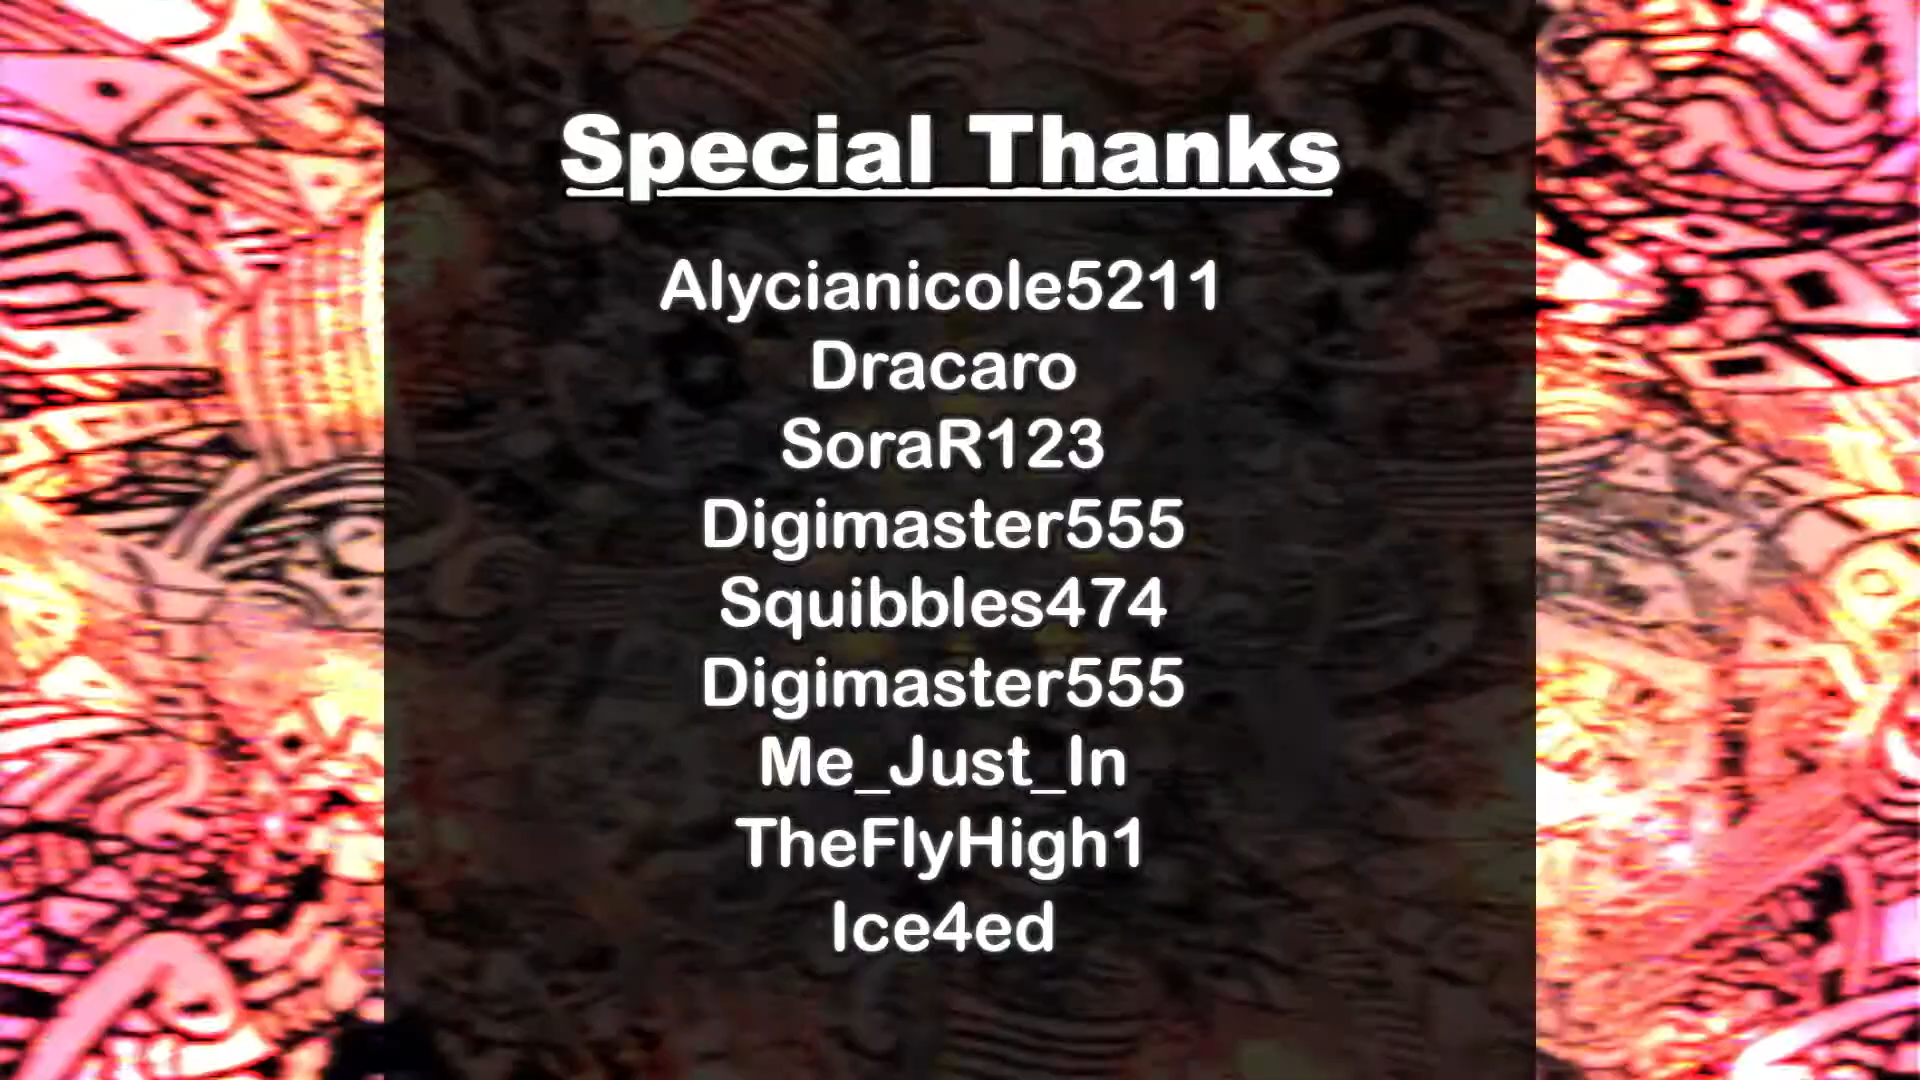 Special Thanks
Alycianicole5211
Dracaro
SoraR123
Digimaster555
Squibbles474
Digimaster555
Me_Just_In
TheFlyHigh1
Ice4ed